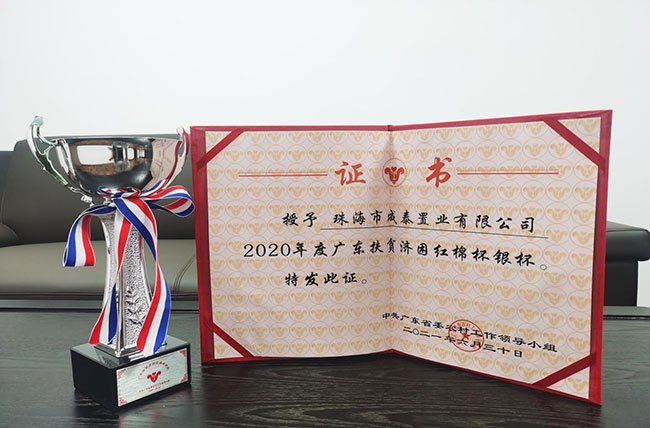 证 书
授予 珠海市成泰置业有限公司
2020年度广东扶贫济困红棉杯银杯。
特发此证。
中共广东省委农村工作领导小组
二〇二一年六月三十日